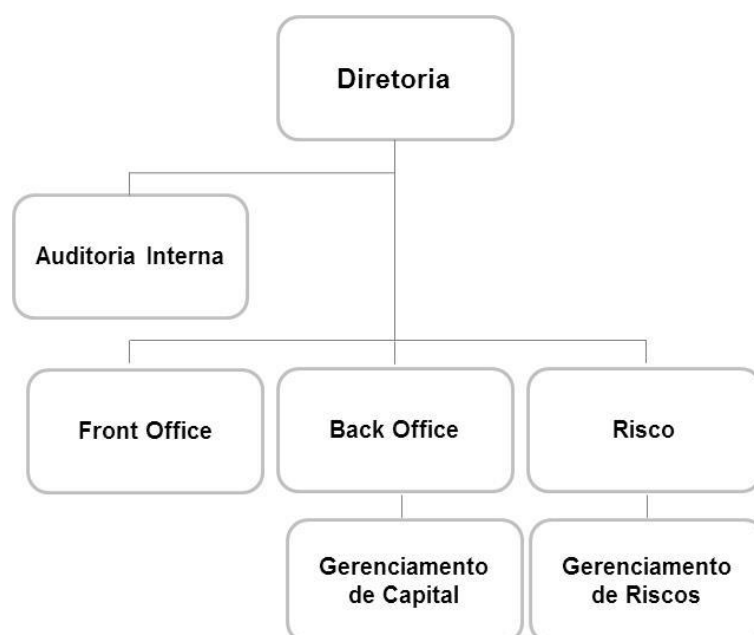 Diretoria
Auditoria Interna
Front Office
Back Office
Risco
Gerenciamento
de Capital
Gerenciamento
de Riscos